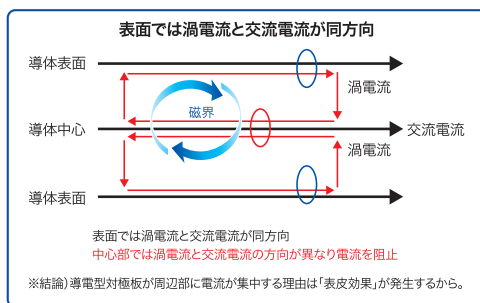 表面では渦電流と交流電流が同方向
導体表面
渦電流
磁界
導体中心
交流電流
渦電流
導体表面
表面では渦電流と交流電流が同方向
中心部では渦電流と交流電流の方向が異なり電流を阻止
※結論）導電型対極板が周辺部に電流が集中する理由は「表皮効果」が発生するから。